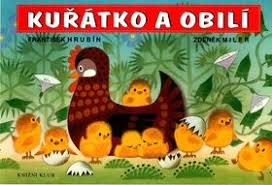 KUŘÁTKO A OBILÍ
FRANTIŠEK HRUBÍN
ZDENĚK MILER
KNIŽNÍ KLUB